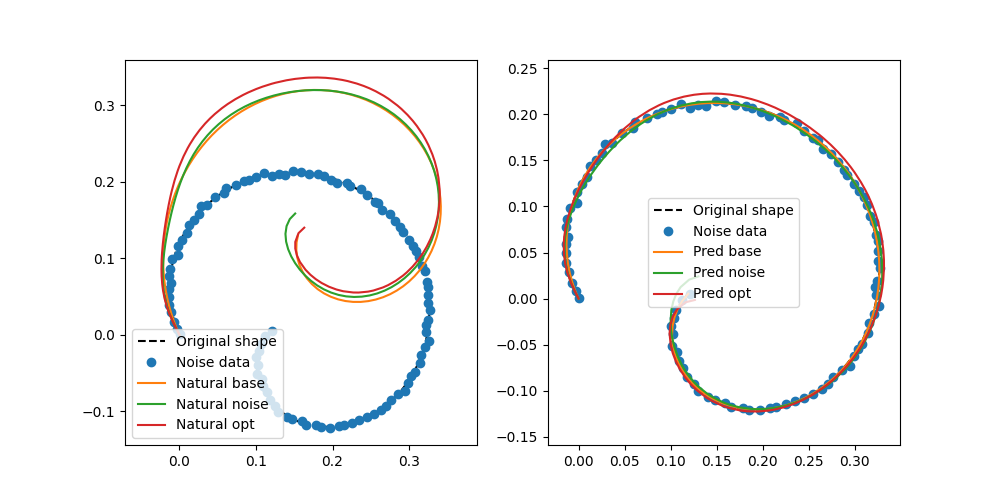 0.3
0.2
0.1
0.0
−0.1
0.0
0.1
0.2
0.3
Original shape
Noise data
Natural base
Natural noise
Natural opt
0.25
0.20
0.15
0.10
0.05
0.00
−0.05
−0.10
−0.15
0.00
0.05
0.10
0.15
0.20
0.25
0.30
Original shape
Noise data
Pred base
Pred noise
Pred opt